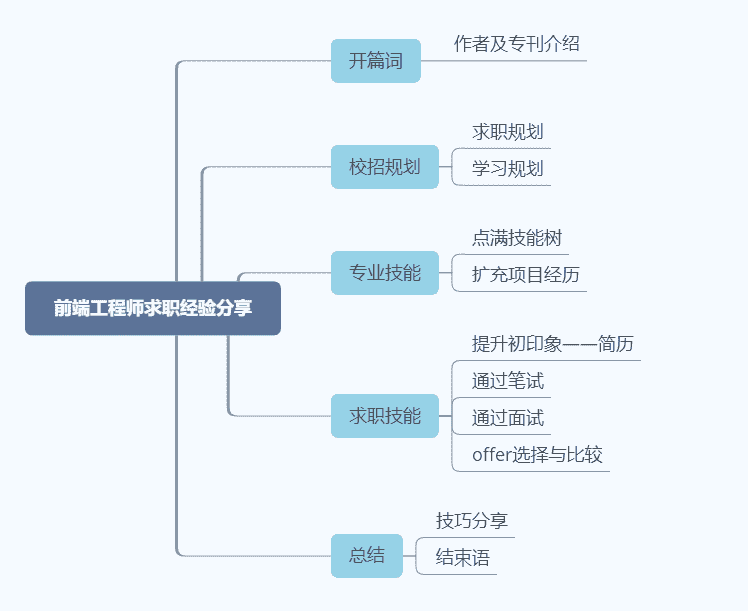 前端工程师求职经验分享
开篇词
作者及专刊介绍
校招规划
求职规划
学习规划
专业技能
点满技能树
扩充项目经历
求职技能
提升初印象——简历
通过笔试
通过面试
offer选择与比较
总结
技巧分享
结束语